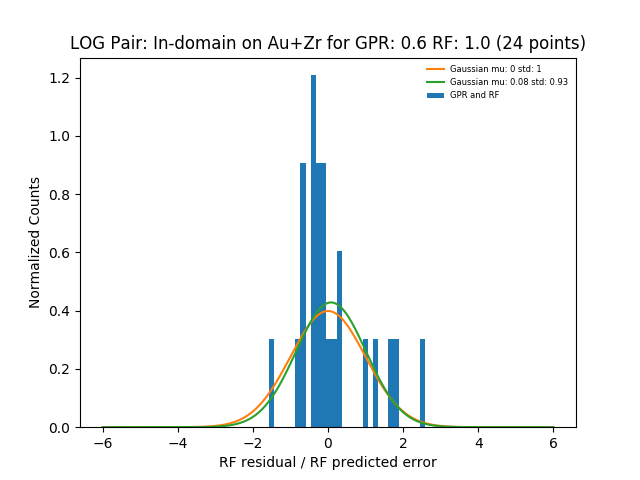 LOG Pair: In-domain on Au+Zr for GPR: 0.6 RF: 1.0 (24 points)
Gaussian mu: 0 std: 1
Gaussian mu: 0.08 std: 0.93
GPR and RF
Normalized Counts
1.2
1.0
0.8
0.6
0.4
0.2
0.0
−6 −4 −2 0 2 4 6
RF residual / RF predicted error